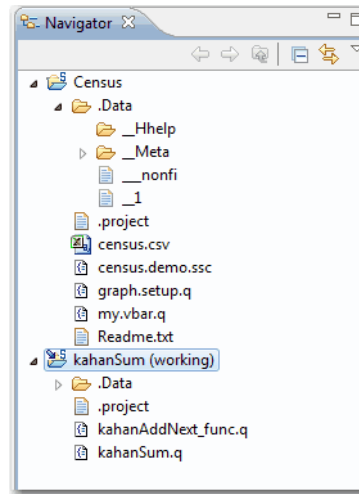 Navigator
Census
.Data
__Hhelp
__Meta
___nonfi
__1
.project
census.csv
census.demo.ssc
graph.setup.q
my.vbar.q
Readme.txt
kahanSum (working)
.Data
.project
kahanAddNext_func.q
kahanSum.q